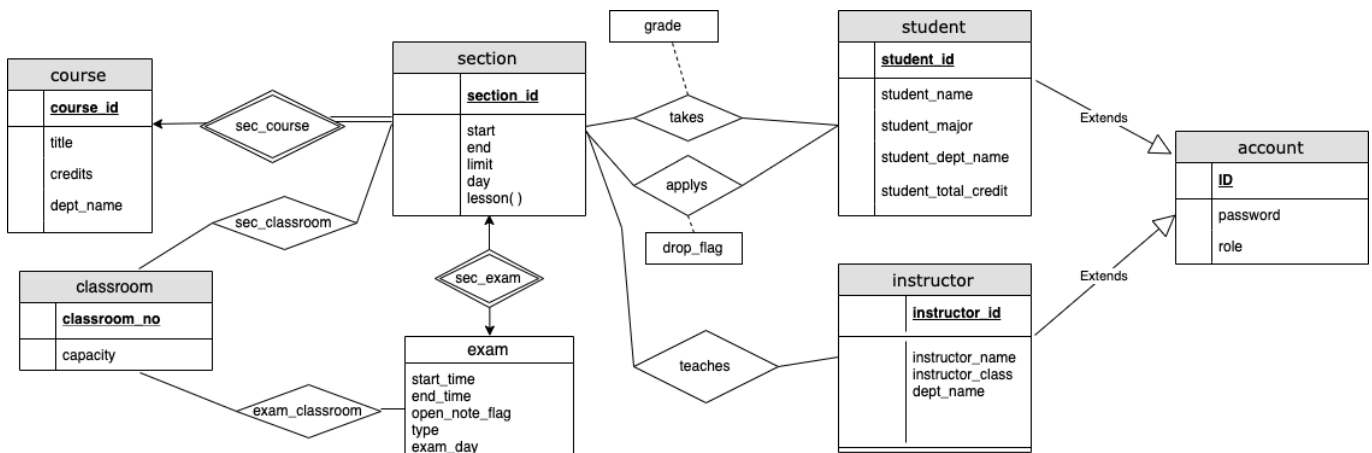 grade
student
student_id
student_name
student_major
student_dept_name
student_total_credit
section
section_id
start
end
limit
day
lesson( )
course
course_id
title
credits
dept_name
sec_course
takes
applys
drop_flag
Extends
account
ID
password
role
sec_classroom
sec_exam
classroom
classroom_no
capacity
instructor
instructor_id
instructor_name
instructor_class
dept_name
Extends
teaches
exam
start_time
end_time
open_note_flag
type
exam_day
exam_classroom